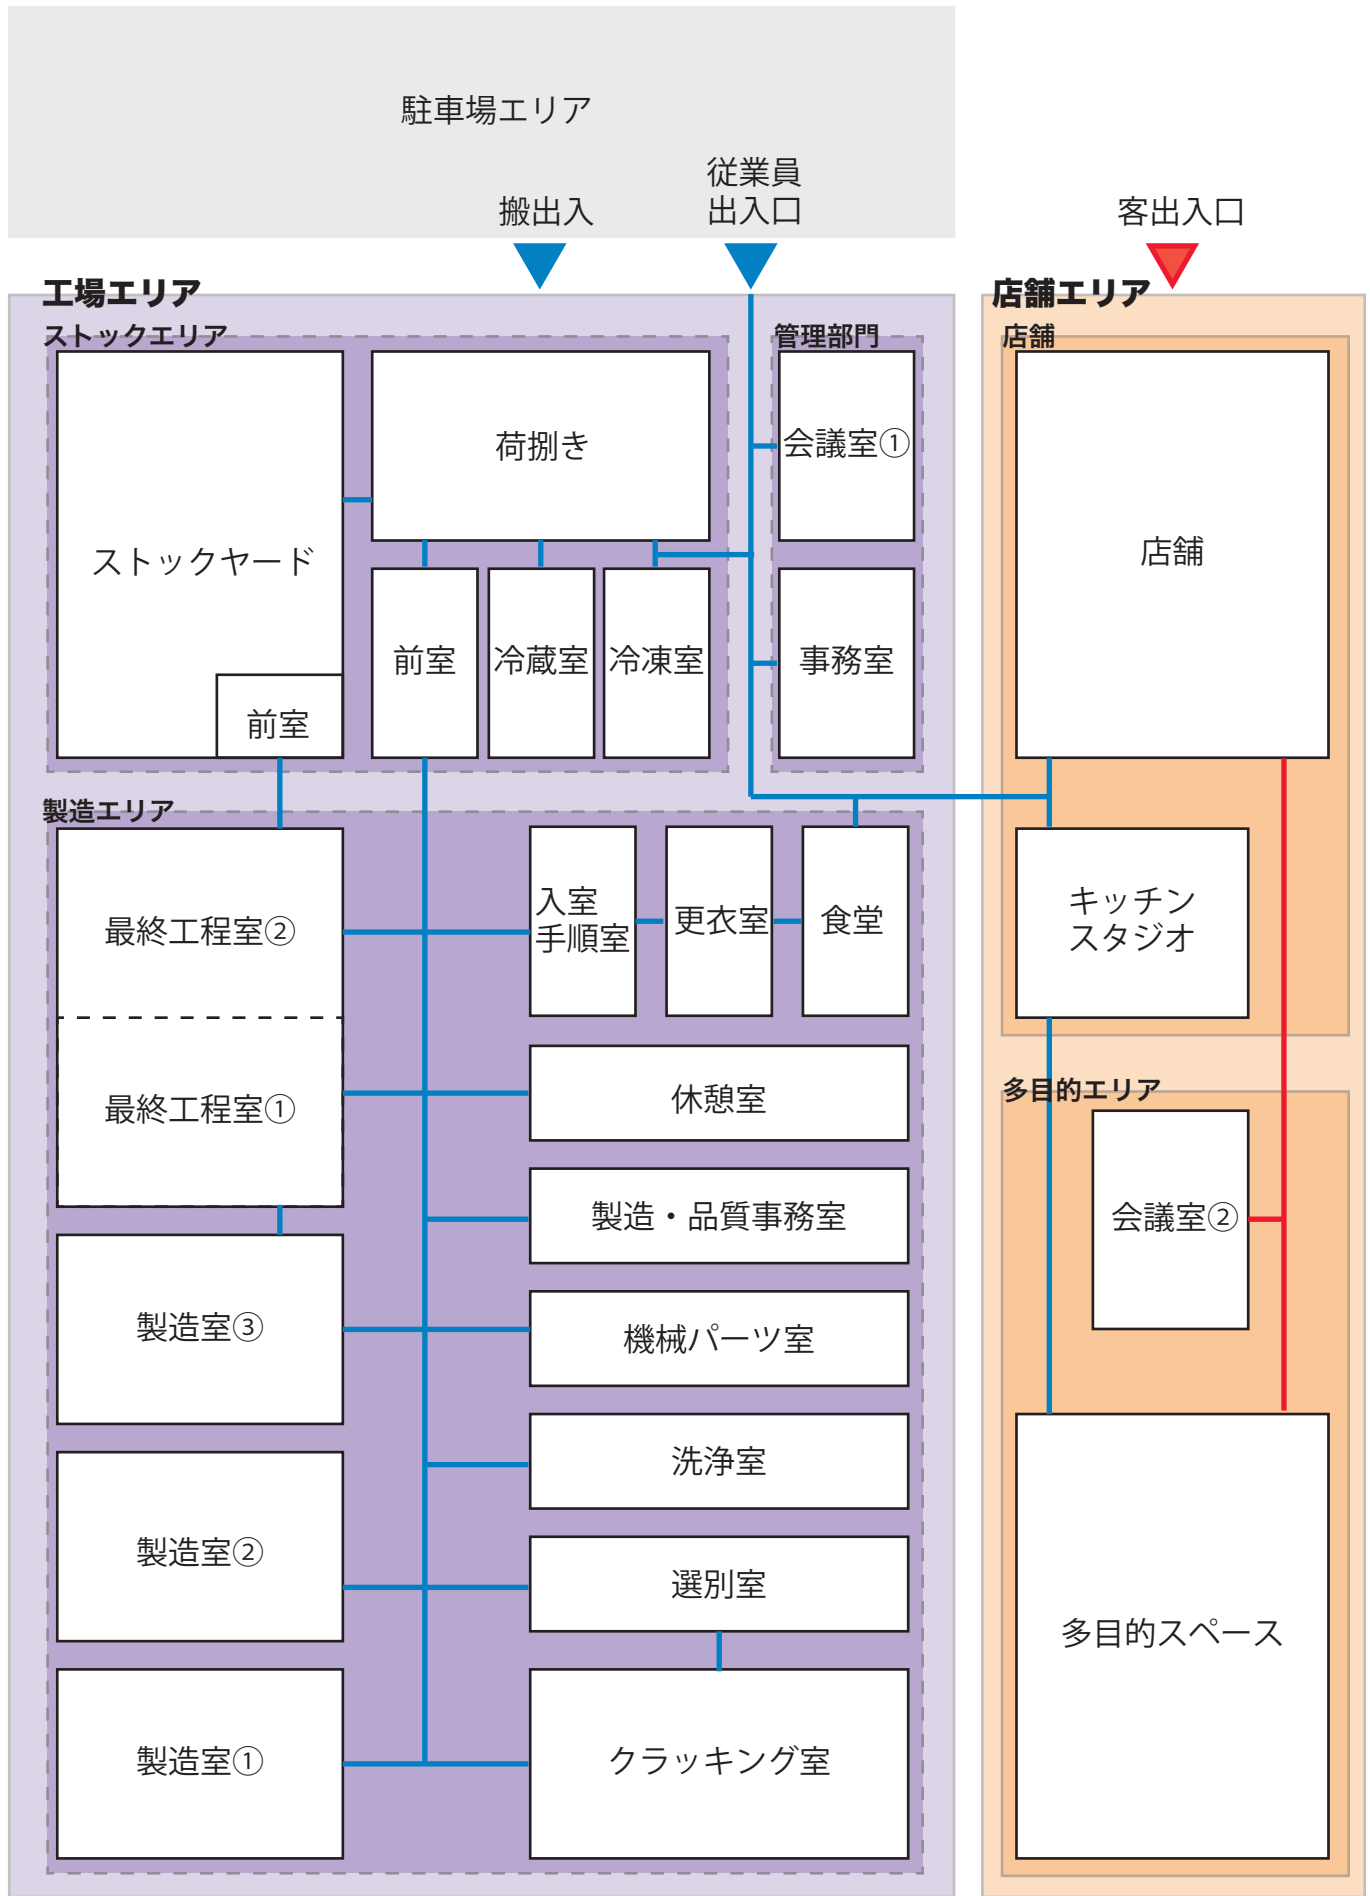 駐車場エリア
搬出入
従業員
出入口
客出入口
工場エリア
ストックエリア
管理部門
荷捌き
会議室①
ストックヤード
前室
冷蔵室
冷凍室
事務室
前室
製造エリア
最終工程室②
入室
手順室
更衣室
食堂
最終工程室①
休憩室
製造・品質事務室
製造室③
機械パーツ室
洗浄室
製造室②
選別室
製造室①
クラッキング室
店舗エリア
店舗
店舗
キッチン
スタジオ
多目的エリア
会議室②
多目的スペース